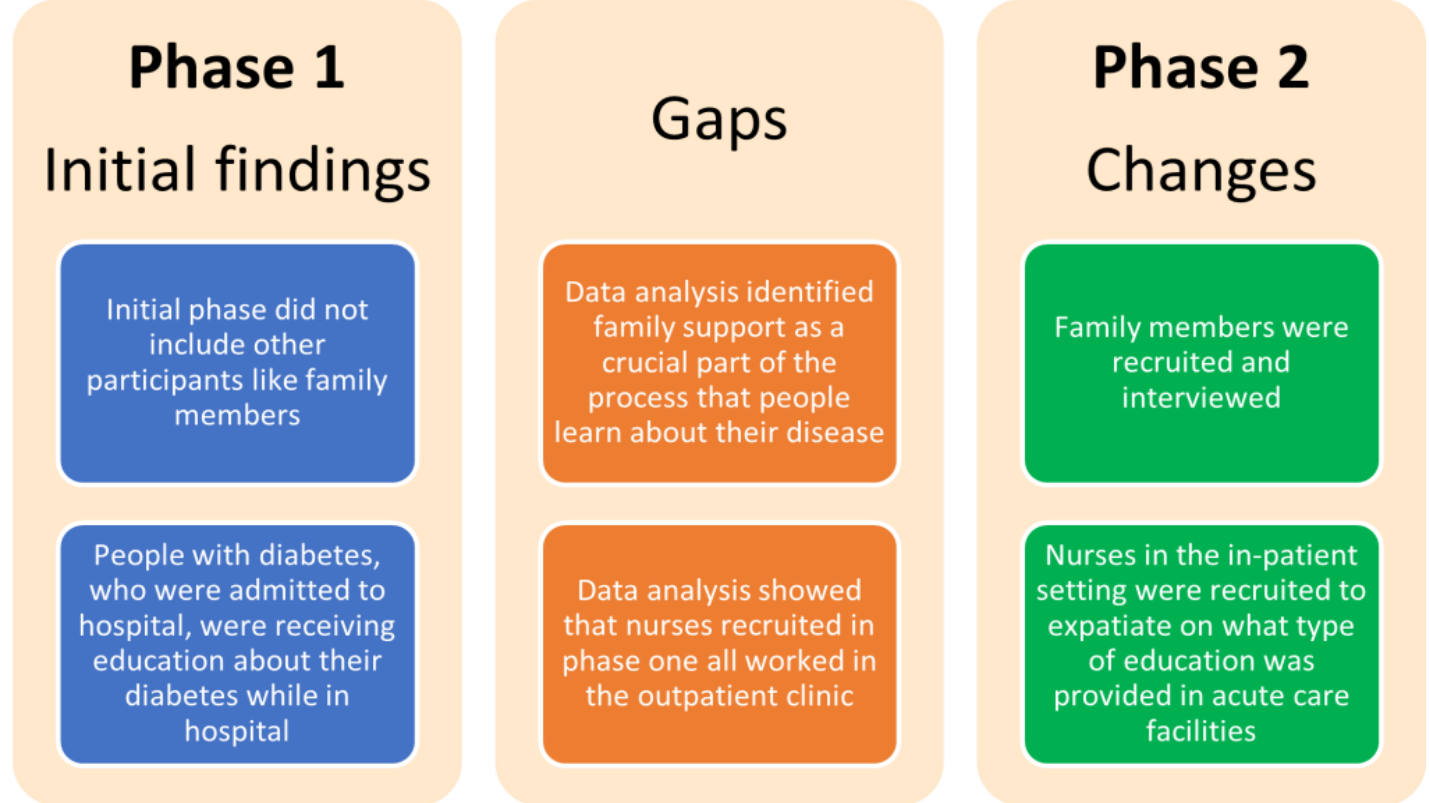 Phase 1
Initial findings
Initial phase did not
include other
participants like family
members
People with diabetes,
who were admitted to
hospital, were receiving
education about their
diabetes while in
hospital
Gaps
Data analysis identified
family support as a
crucial part of the
process that people
learn about their disease
Data analysis showed
that nurses recruited in
phase one all worked in
the outpatient clinic
Phase 2
Changes
Family members were
recruited and
interviewed
Nurses in the in-patient
setting were recruited to
expatiate on what type
of education was
provided in acute care
facilities